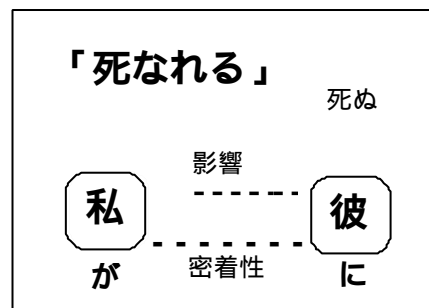 「死なれる」
死ぬ
影響
私 彼
が 密着性 に